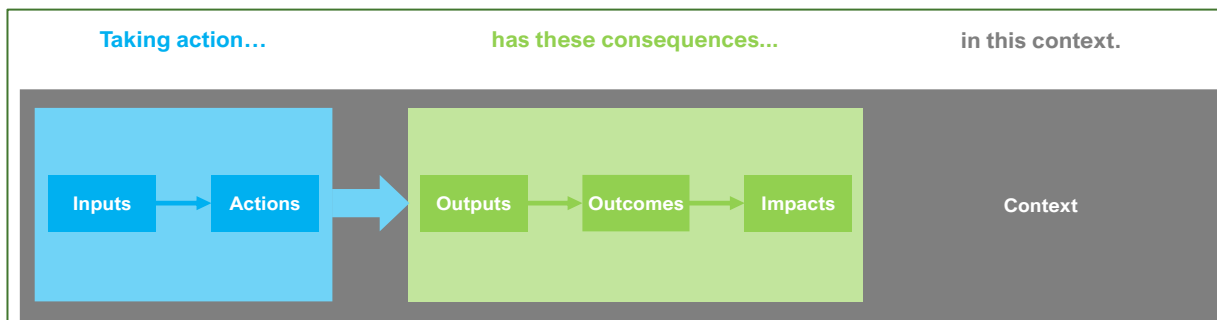 Taking action…
has these consequences...
in this context.
Inputs
Actions
Outputs
Outcomes
Impacts
Context